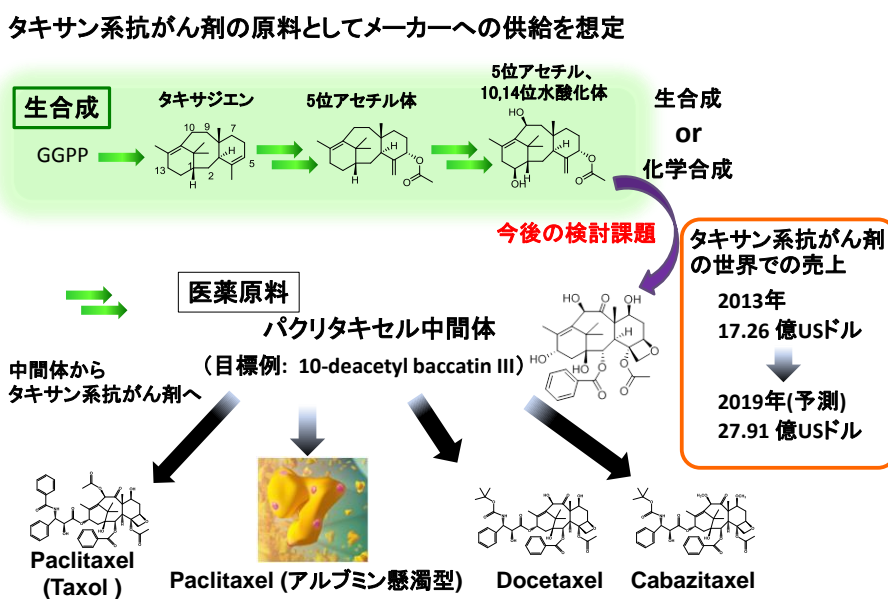 タキサン系抗がん剤の原料としてメーカーへの供給を想定
生合成
GGPP
タキサジエン
10
9
7
5
13
1
2
H
H
5位アセチル体
H
H
O
O
5位アセチル、
10,14位水酸化体
HO
H
H
OH
O
O
生合成
or
化学合成
今後の検討課題
タキサン系抗がん剤
の世界での売上
2013年
17.26 億USドル
2019年(予測)
27.91 億USドル
医薬原料
パクリタキセル中間体
(目標例: 10-deacetyl baccatin III)
HO
O
OH
HO
H
HO
O
O
O
O
O
中間体から
タキサン系抗がん剤へ
Paclitaxel
(Taxol )
Paclitaxel (アルブミン懸濁型)
Docetaxel
Cabazitaxel